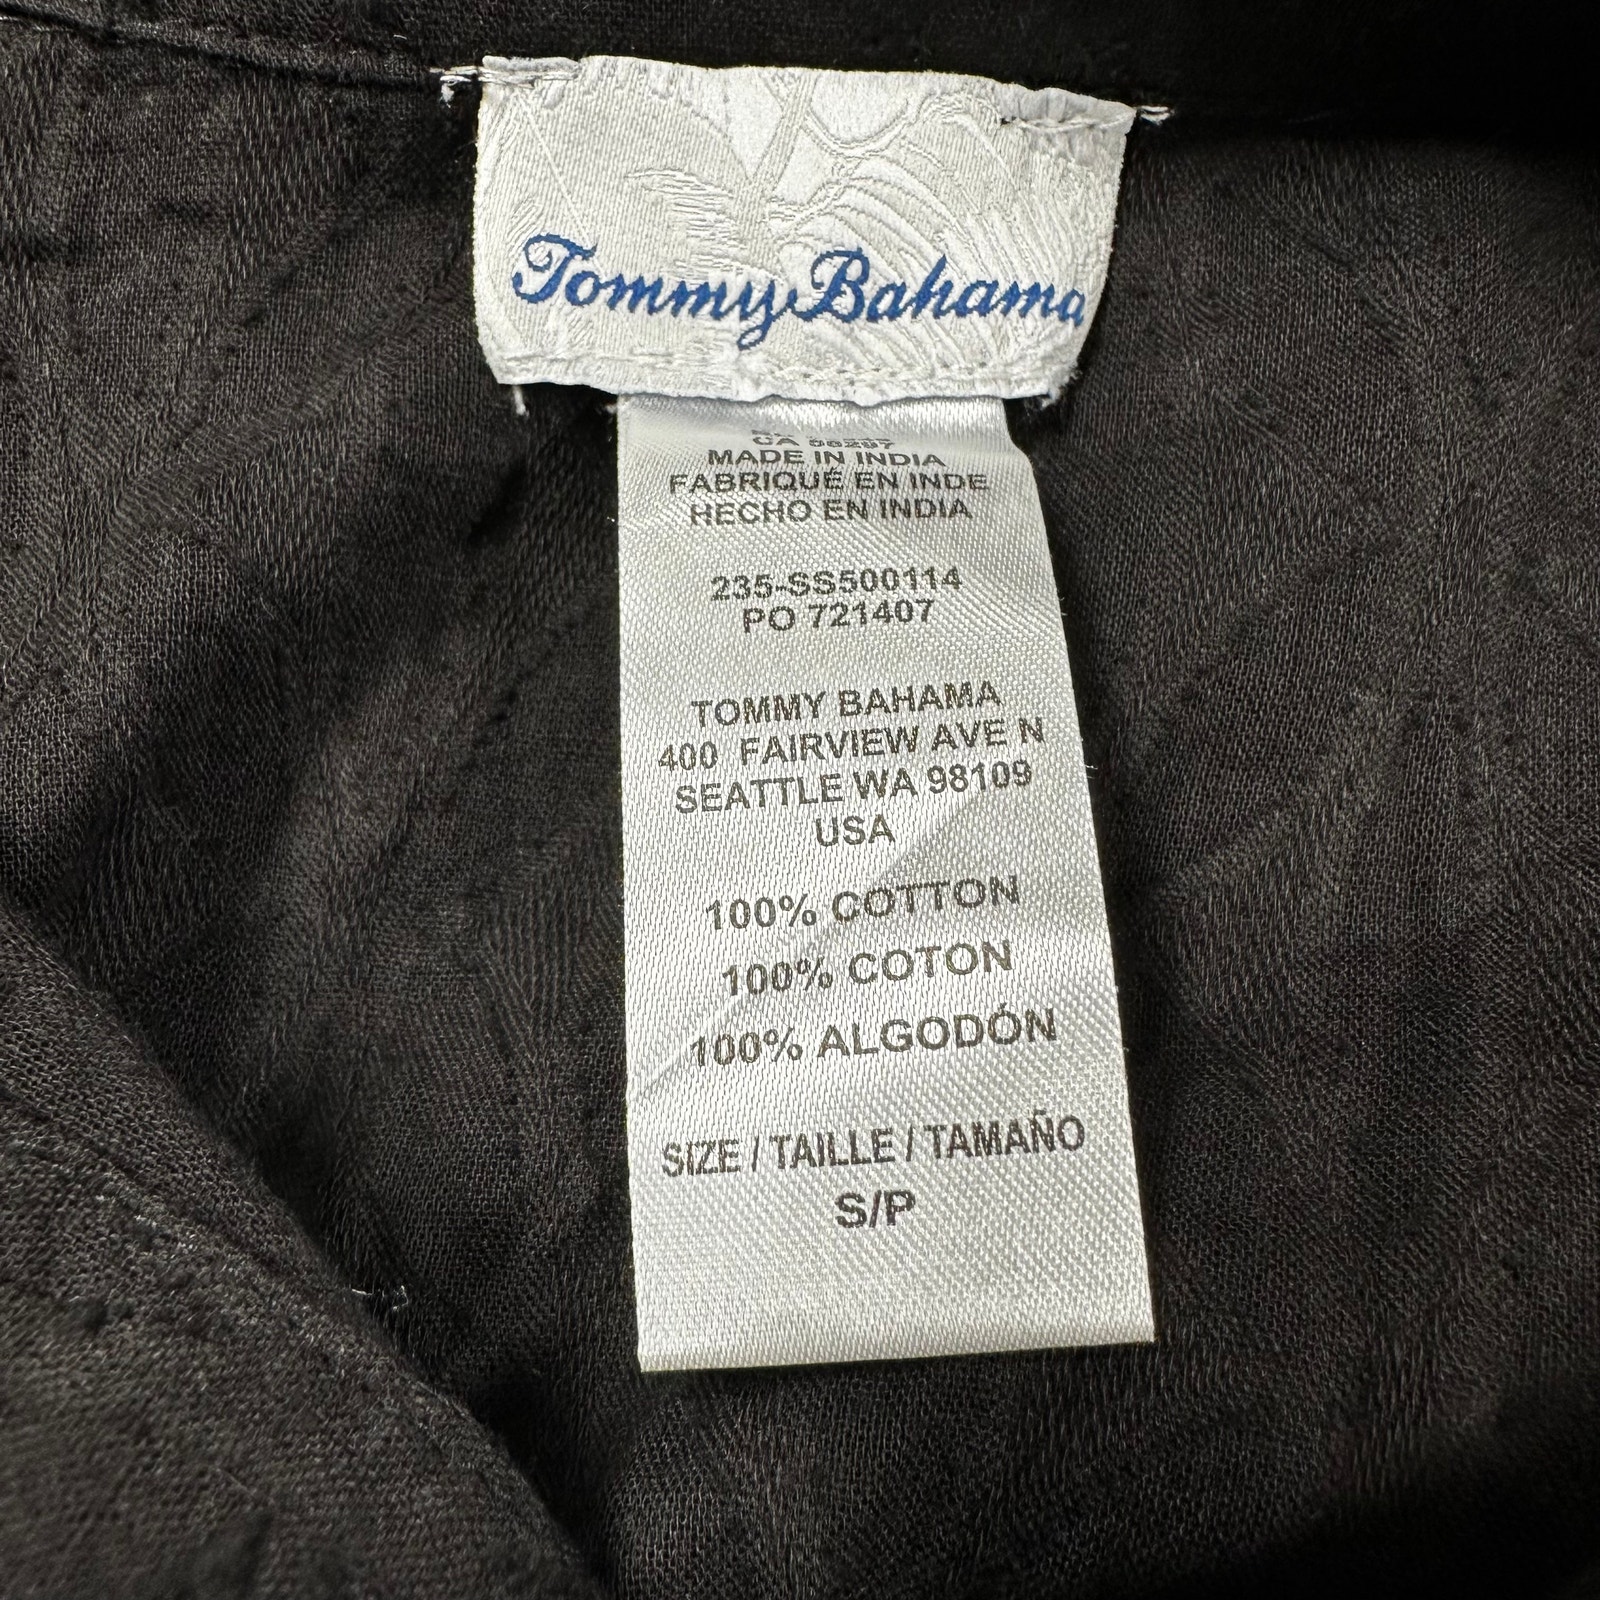 Tommy Bahama
MADE IN INDIA
FABRIQUÉ EN INDE
HECHO EN INDIA
235-SS500114
PO 721407
TOMMY BAHAMA
400 FAIRVIEW AVE N
SEATTLE WA 98109
USA
100% COTTON
100% COTON
100% ALGODÓN
SIZE / TAILLE / TAMAÑO
S/P